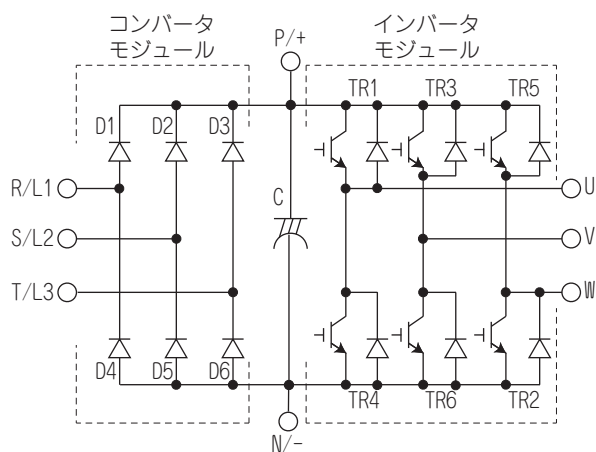 コンバータ
モジュール
P/+
インバータ
モジュール
TR1
TR3
TR5
D1
D2
D3
R/L1
C
U
S/L2
V
T/L3
W
D4
D5
D6
TR4
TR6
TR2
N/-